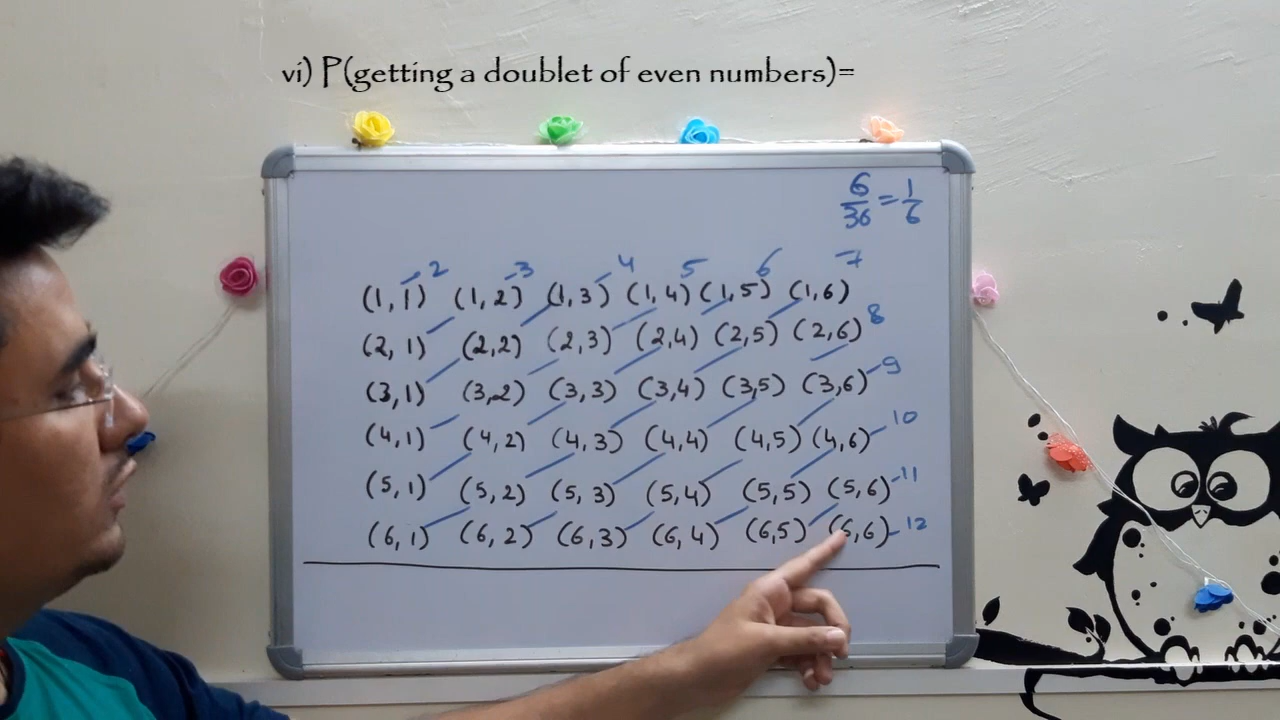 vi) P(getting a doublet of even numbers)=
6/36 = 1/6
2 3 4 5 6 7
(1,1) (1,2) (1,3) (1,4) (1,5) (1,6)
(2,1) (2,2) (2,3) (2,4) (2,5) (2,6) 8
(3,1) (3,2) (3,3) (3,4) (3,5) (3,6) 9
(4,1) (4,2) (4,3) (4,4) (4,5) (4,6) 10
(5,1) (5,2) (5,3) (5,4) (5,5) (5,6) 11
(6,1) (6,2) (6,3) (6,4) (6,5) (6,6) 12